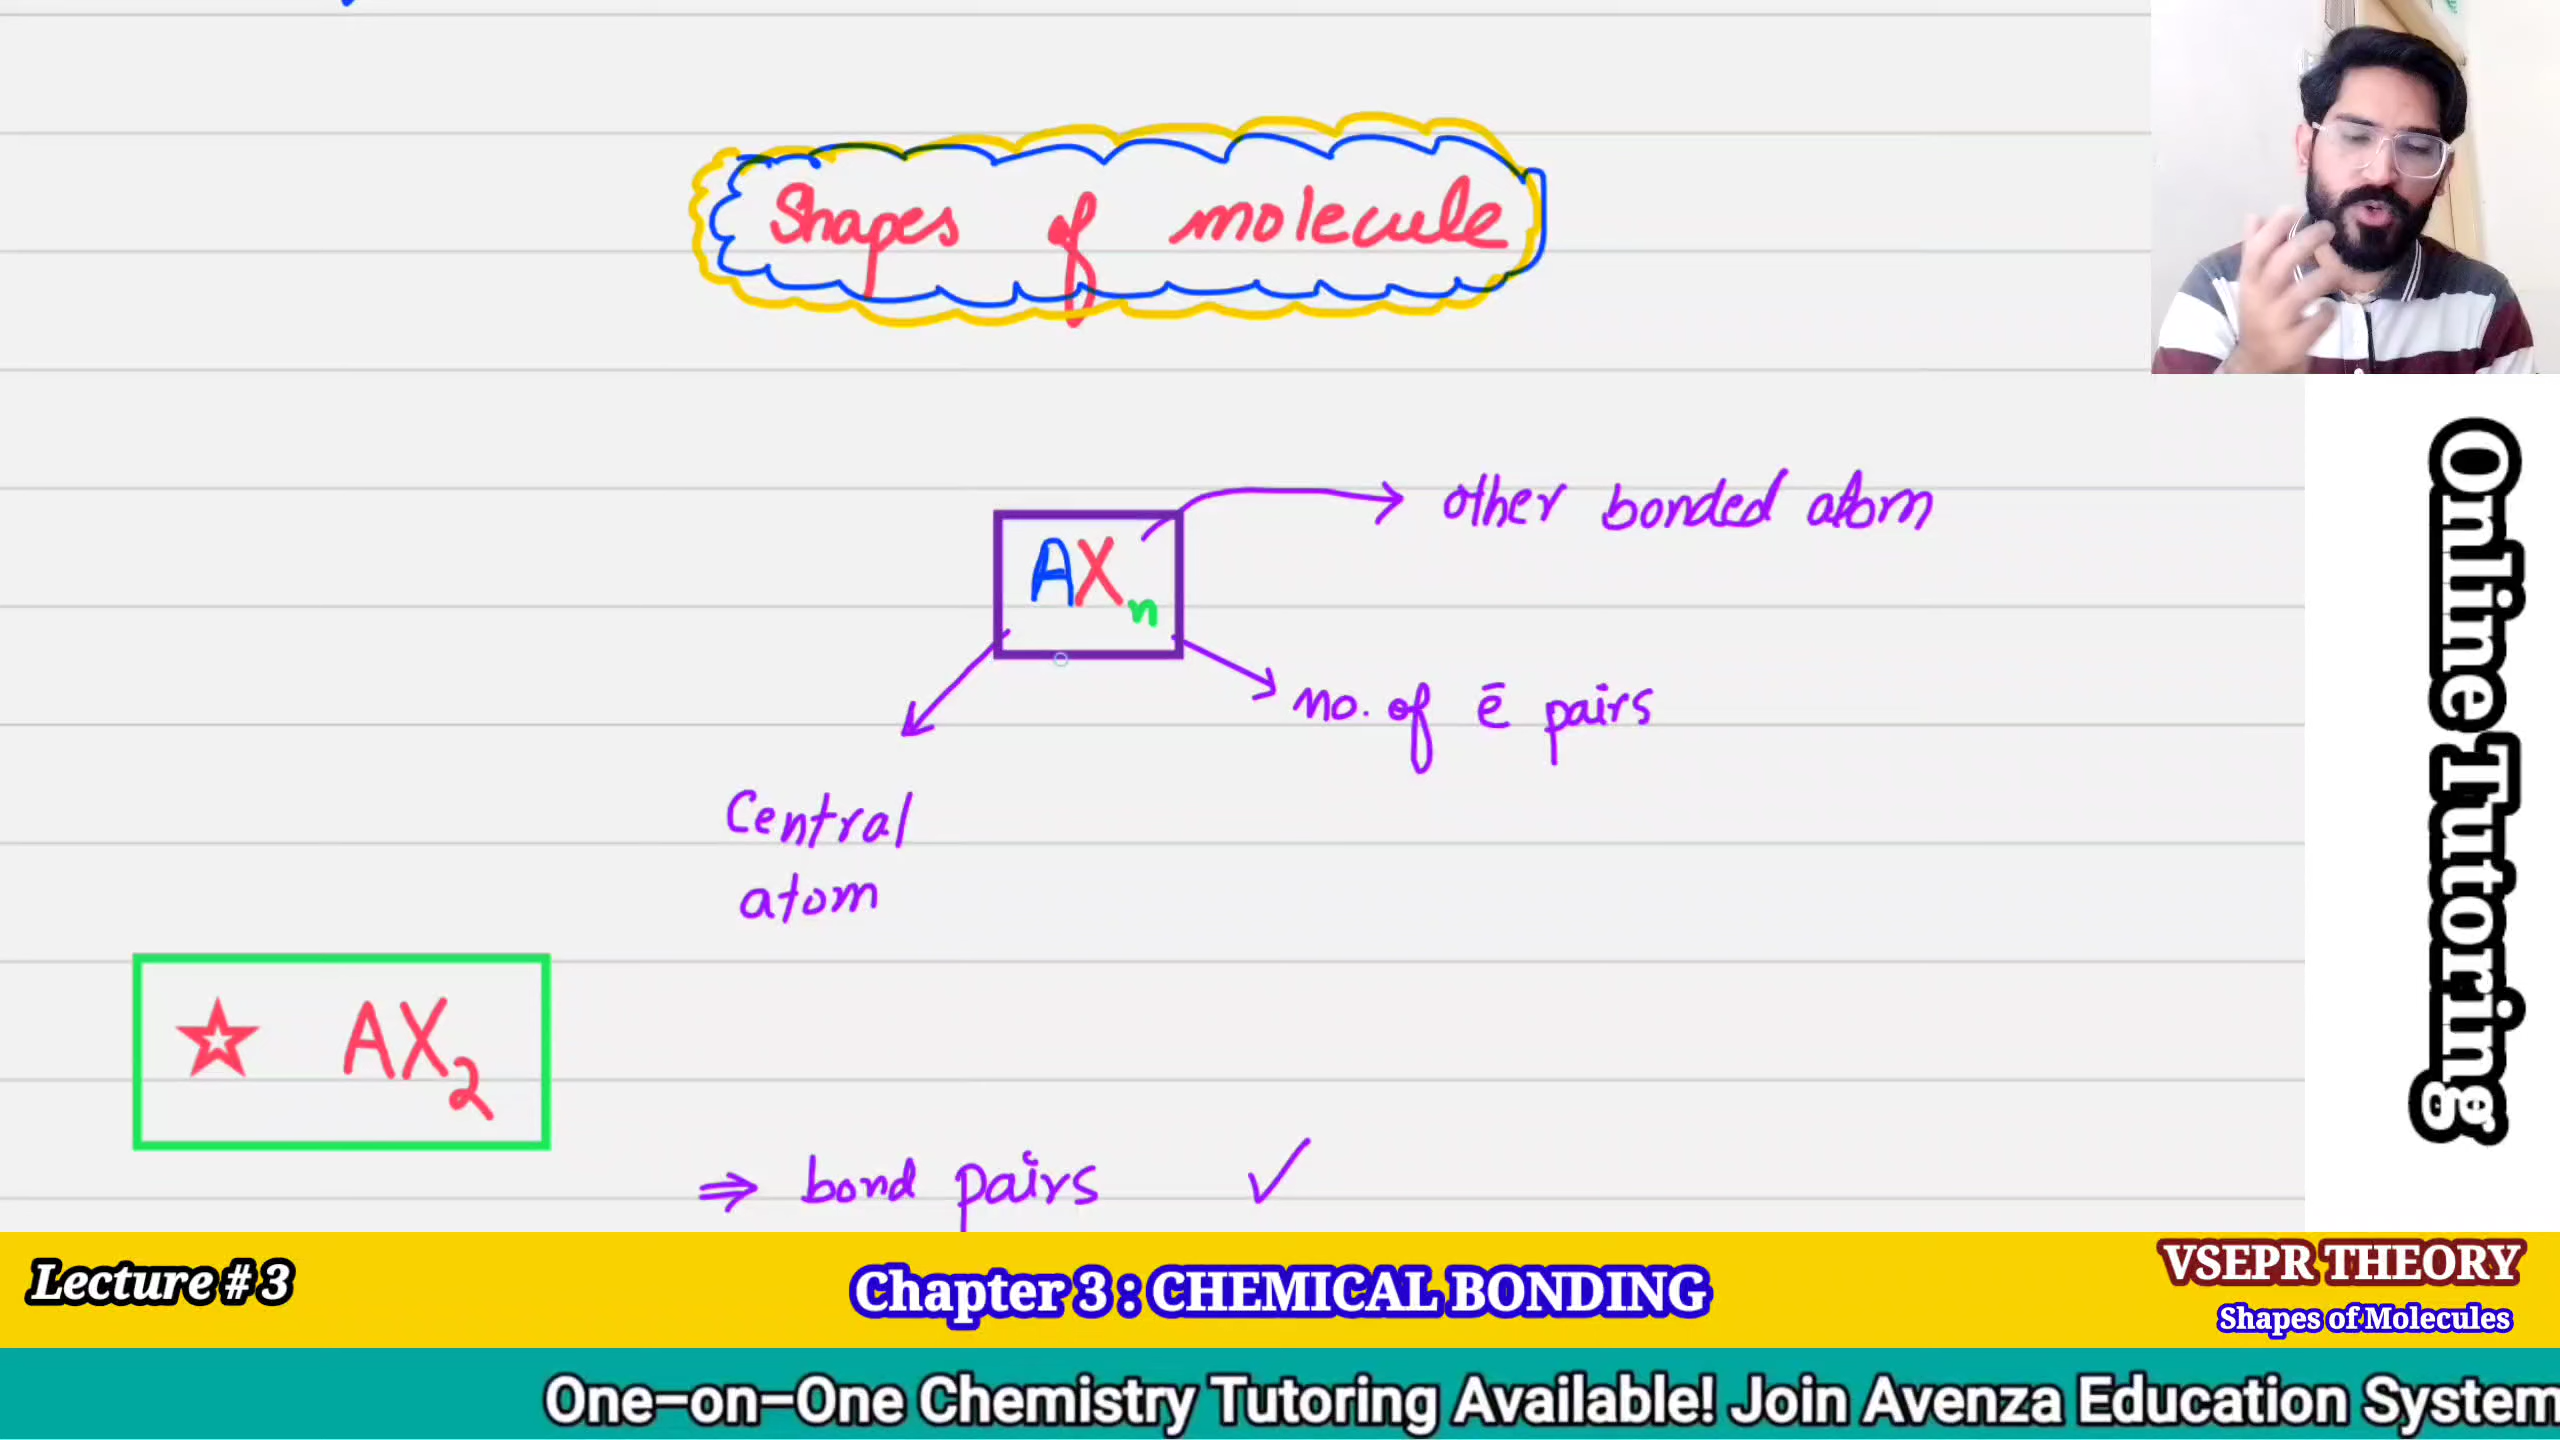 Shapes of molecule
other bonded atom
AXn
no. of ē pairs
Central
atom
☆ AX2
⇒ bond pairs ✓
Online Tutoring
Lecture # 3
Chapter 3 : CHEMICAL BONDING
VSEPR THEORY
Shapes of Molecules
One-on-One Chemistry Tutoring Available! Join Avenza Education System